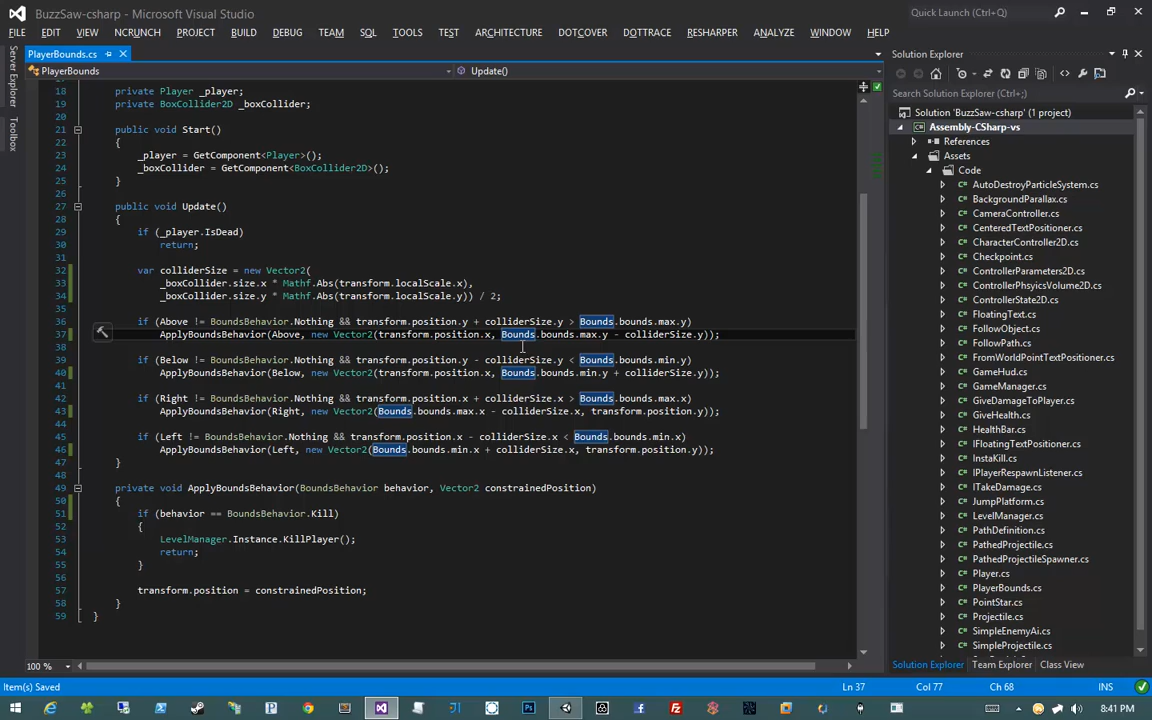 BuzzSaw-csharp - Microsoft Visual Studio
Quick Launch (Ctrl+Q)
FILE EDIT VIEW NCRUNCH PROJECT BUILD DEBUG TEAM SQL TOOLS TEST ARCHITECTURE DOTCOVER DOTTRACE RESHARPER ANALYZE WINDOW HELP
Server Explorer
Toolbox
PlayerBounds.cs
PlayerBounds
Update()
18 private Player _player;
19 private BoxCollider2D _boxCollider;
20
21 public void Start()
22 {
23 _player = GetComponent<Player>();
24 _boxCollider = GetComponent<BoxCollider2D>();
25 }
26
27 public void Update()
28 {
29 if (_player.IsDead)
30 return;
31
32 var colliderSize = new Vector2(
33 _boxCollider.size.x * Mathf.Abs(transform.localScale.x),
34 _boxCollider.size.y * Mathf.Abs(transform.localScale.y)) / 2;
35
36 if (Above != BoundsBehavior.Nothing && transform.position.y + colliderSize.y > Bounds.bounds.max.y)
37 ApplyBoundsBehavior(Above, new Vector2(transform.position.x, Bounds.bounds.max.y - colliderSize.y));
38
39 if (Below != BoundsBehavior.Nothing && transform.position.y - colliderSize.y < Bounds.bounds.min.y)
40 ApplyBoundsBehavior(Below, new Vector2(transform.position.x, Bounds.bounds.min.y + colliderSize.y));
41
42 if (Right != BoundsBehavior.Nothing && transform.position.x + colliderSize.x > Bounds.bounds.max.x)
43 ApplyBoundsBehavior(Right, new Vector2(Bounds.bounds.max.x - colliderSize.x, transform.position.y));
44
45 if (Left != BoundsBehavior.Nothing && transform.position.x - colliderSize.x < Bounds.bounds.min.x)
46 ApplyBoundsBehavior(Left, new Vector2(Bounds.bounds.min.x + colliderSize.x, transform.position.y));
47 }
48
49 private void ApplyBoundsBehavior(BoundsBehavior behavior, Vector2 constrainedPosition)
50 {
51 if (behavior == BoundsBehavior.Kill)
52 {
53 LevelManager.Instance.KillPlayer();
54 return;
55 }
56
57 transform.position = constrainedPosition;
58 }
59 }
100 %
Solution Explorer
Search Solution Explorer (Ctrl+;)
Solution 'BuzzSaw-csharp' (1 project)
Assembly-CSharp-vs
References
Assets
Code
AutoDestroyParticleSystem.cs
BackgroundParallax.cs
CameraController.cs
CenteredTextPositioner.cs
CharacterController2D.cs
Checkpoint.cs
ControllerParameters2D.cs
ControllerPhsyicsVolume2D.cs
ControllerState2D.cs
FollowObject.cs
FollowPath.cs
FromWorldPointTextPositioner.cs
GameHud.cs
GameManager.cs
GiveDamageToPlayer.cs
GiveHealth.cs
HealthBar.cs
IFloatingTextPositioner.cs
InstaKill.cs
IPlayerRespawnListener.cs
ITakeDamage.cs
JumpPlatform.cs
LevelManager.cs
PathDefinition.cs
PathedProjectile.cs
PathedProjectileSpawner.cs
Player.cs
PlayerBounds.cs
PointStar.cs
Projectile.cs
SimpleEnemyAi.cs
SimpleProjectile.cs
Solution Explorer Team Explorer Class View
Item(s) Saved
Ln 37 Col 77 Ch 68 INS
8:41 PM